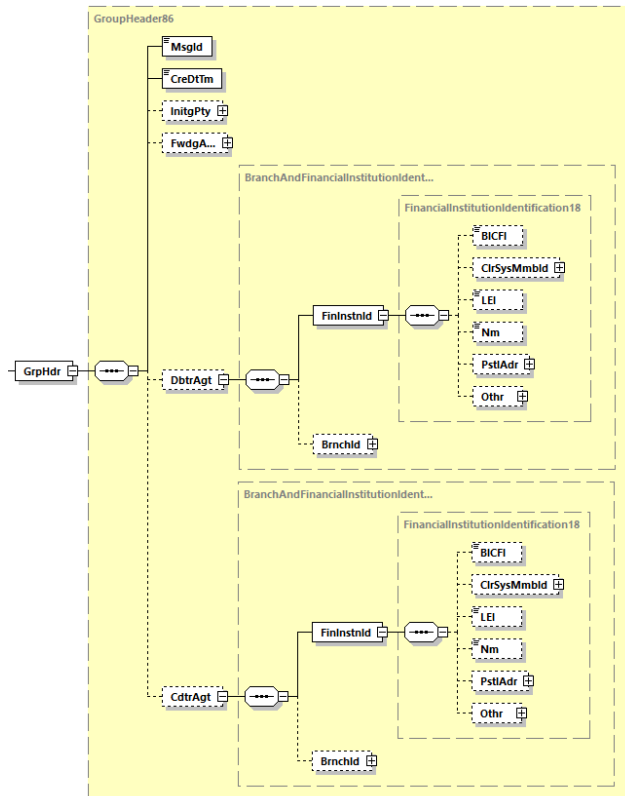 GroupHeader86
MsgId
CreDtTm
InitgPty
FwdgA...
BranchAndFinancialInstitutionIdent...
FinancialInstitutionIdentification18
BICFI
ClrSysMmbId
LEI
FinInstnId
Nm
PstlAdr
GrpHdr
DbtrAgt
Othr
BrnchId
BranchAndFinancialInstitutionIdent...
FinancialInstitutionIdentification18
BICFI
ClrSysMmbId
LEI
FinInstnId
Nm
PstlAdr
CdtrAgt
Othr
BrnchId